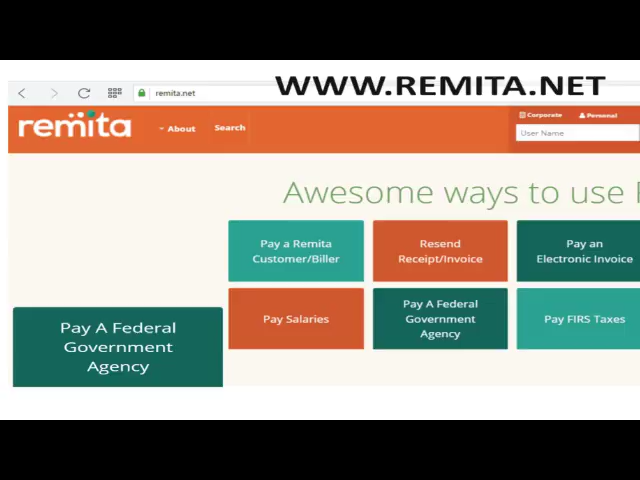 WWW.REMITA.NET
remita.net
remita
About
Search
Corporate
Personal
User Name
Awesome ways to use
Pay a Remita
Customer/Biller
Resend
Receipt/Invoice
Pay an
Electronic Invoice
Pay Salaries
Pay A Federal
Government
Agency
Pay FIRS Taxes
Pay A Federal
Government
Agency